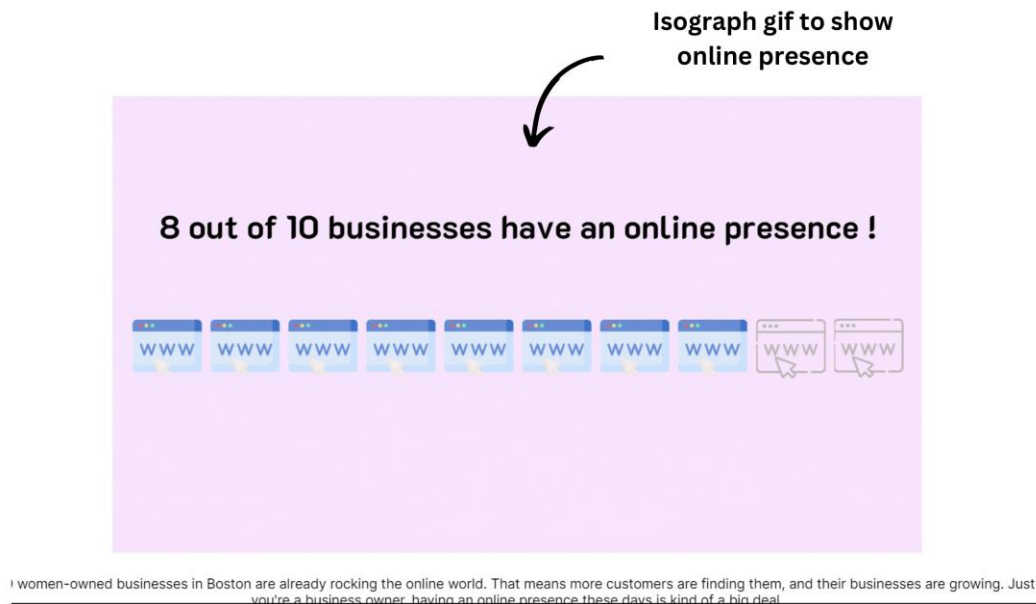 Isograph gif to show
online presence
8 out of 10 businesses have an online presence !
WWW WWW WWW WWW WWW WWW WWW WWW WWW WWW
women-owned businesses in Boston are already rocking the online world. That means more customers are finding them, and their businesses are growing. Just
you're a business owner, having an online presence these days is kind of a big deal